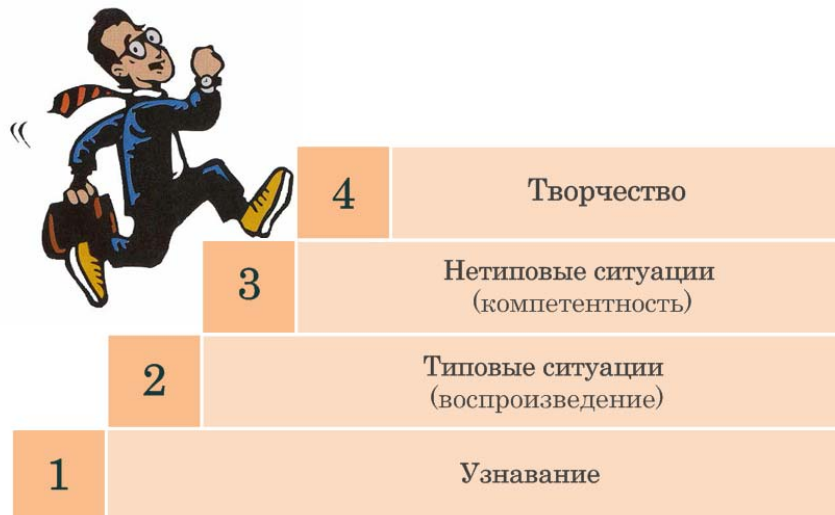 4 Творчество
3 Нетиповые ситуации
(компетентность)
2 Типовые ситуации
(воспроизведение)
1 Узнавание